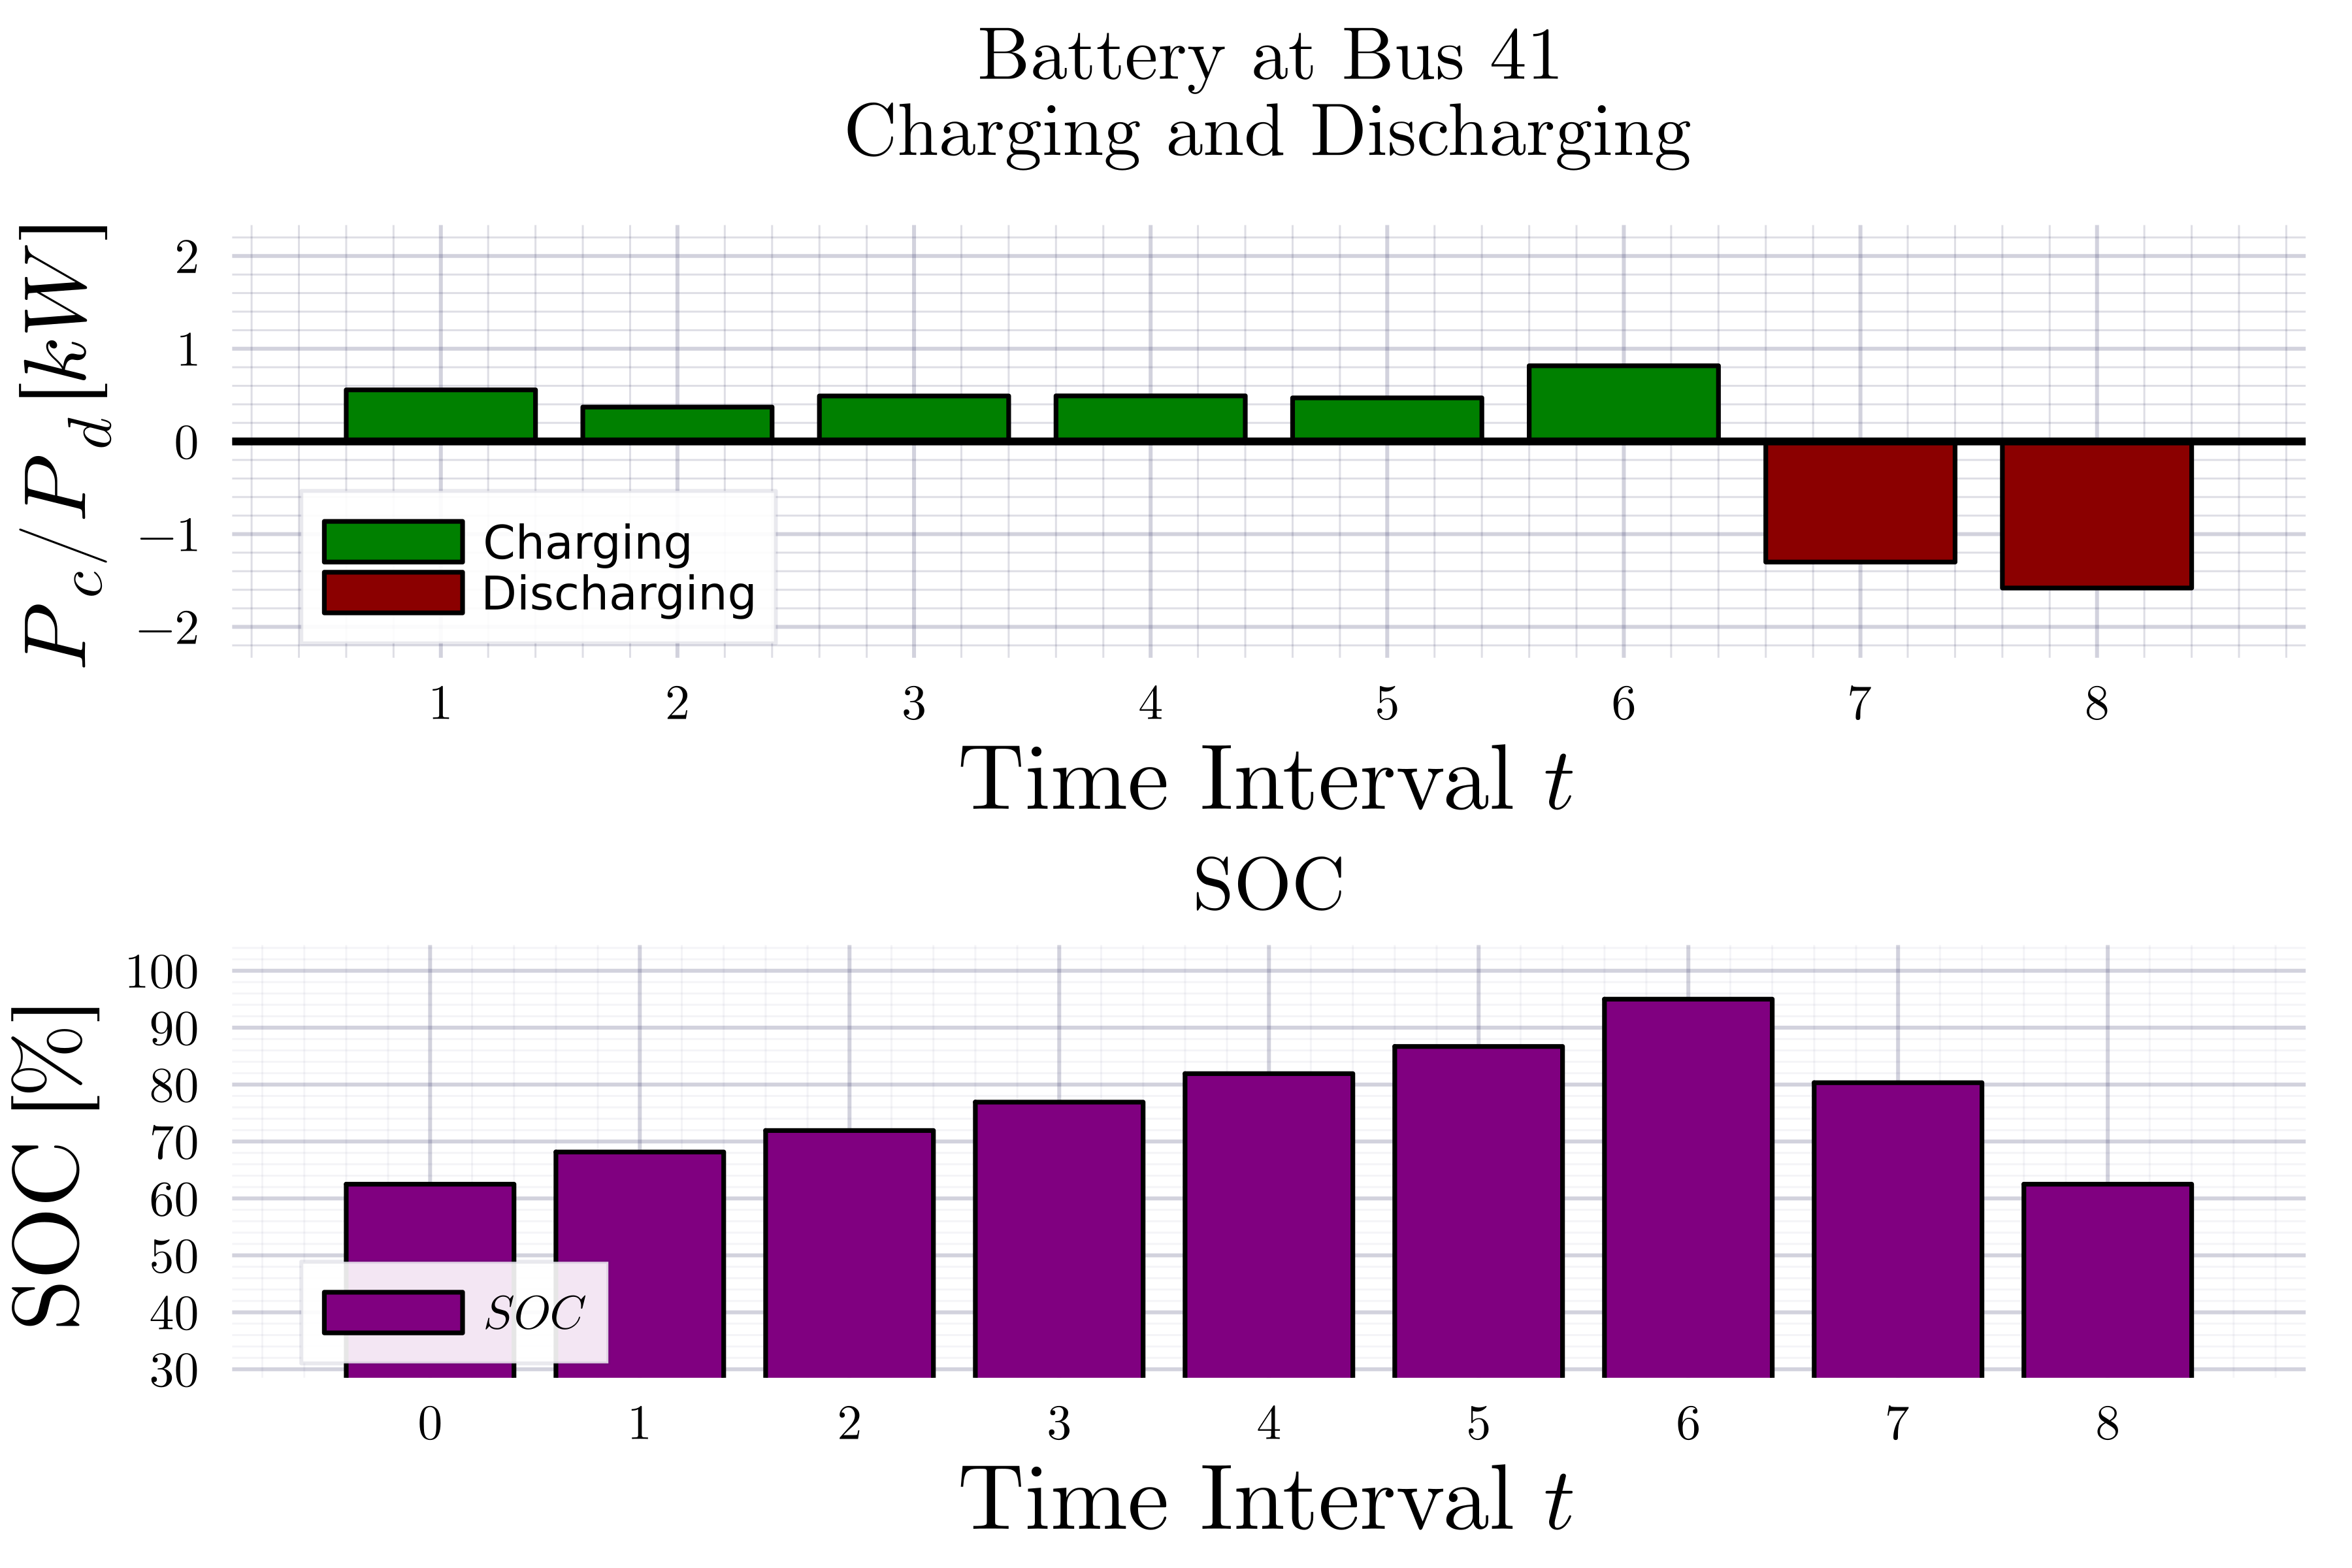 Battery at Bus 41
Charging and Discharging
P_c/P_d [kW]
2
1
0
−1
−2
Charging
Discharging
1 2 3 4 5 6 7 8
Time Interval t
SOC
SOC [%]
100
90
80
70
60
50
40
30
SOC
0 1 2 3 4 5 6 7 8
Time Interval t